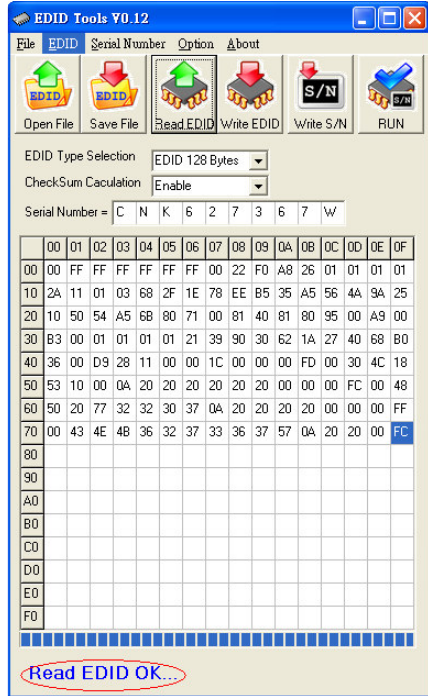 EDID Tools V0.12
File EDID Serial Number Option About
EDID EDID S/N S/N
Open File Save File Read EDID Write EDID Write S/N RUN
EDID Type Selection EDID 128 Bytes
CheckSum Caculation Enable
Serial Number = C N K 6 2 7 3 6 7 W
00 01 02 03 04 05 06 07 08 09 0A 0B 0C 0D 0E 0F
00 00 FF FF FF FF FF FF 00 22 F0 A8 26 01 01 01 01
10 2A 11 01 03 68 2F 1E 78 EE B5 35 A5 56 4A 9A 25
20 10 50 54 A5 6B 80 71 00 81 40 81 80 95 00 A9 00
30 B3 00 01 01 01 01 21 39 90 30 62 1A 27 40 68 B0
40 36 00 D9 28 11 00 00 1C 00 00 00 FD 00 30 4C 18
50 53 10 00 0A 20 20 20 20 20 20 00 00 00 FC 00 48
60 50 20 77 32 32 30 37 0A 20 20 20 20 00 00 00 FF
70 00 43 4E 4B 36 32 37 33 36 37 57 0A 20 20 00 FC
80
90
A0
B0
C0
D0
E0
F0
Read EDID OK...